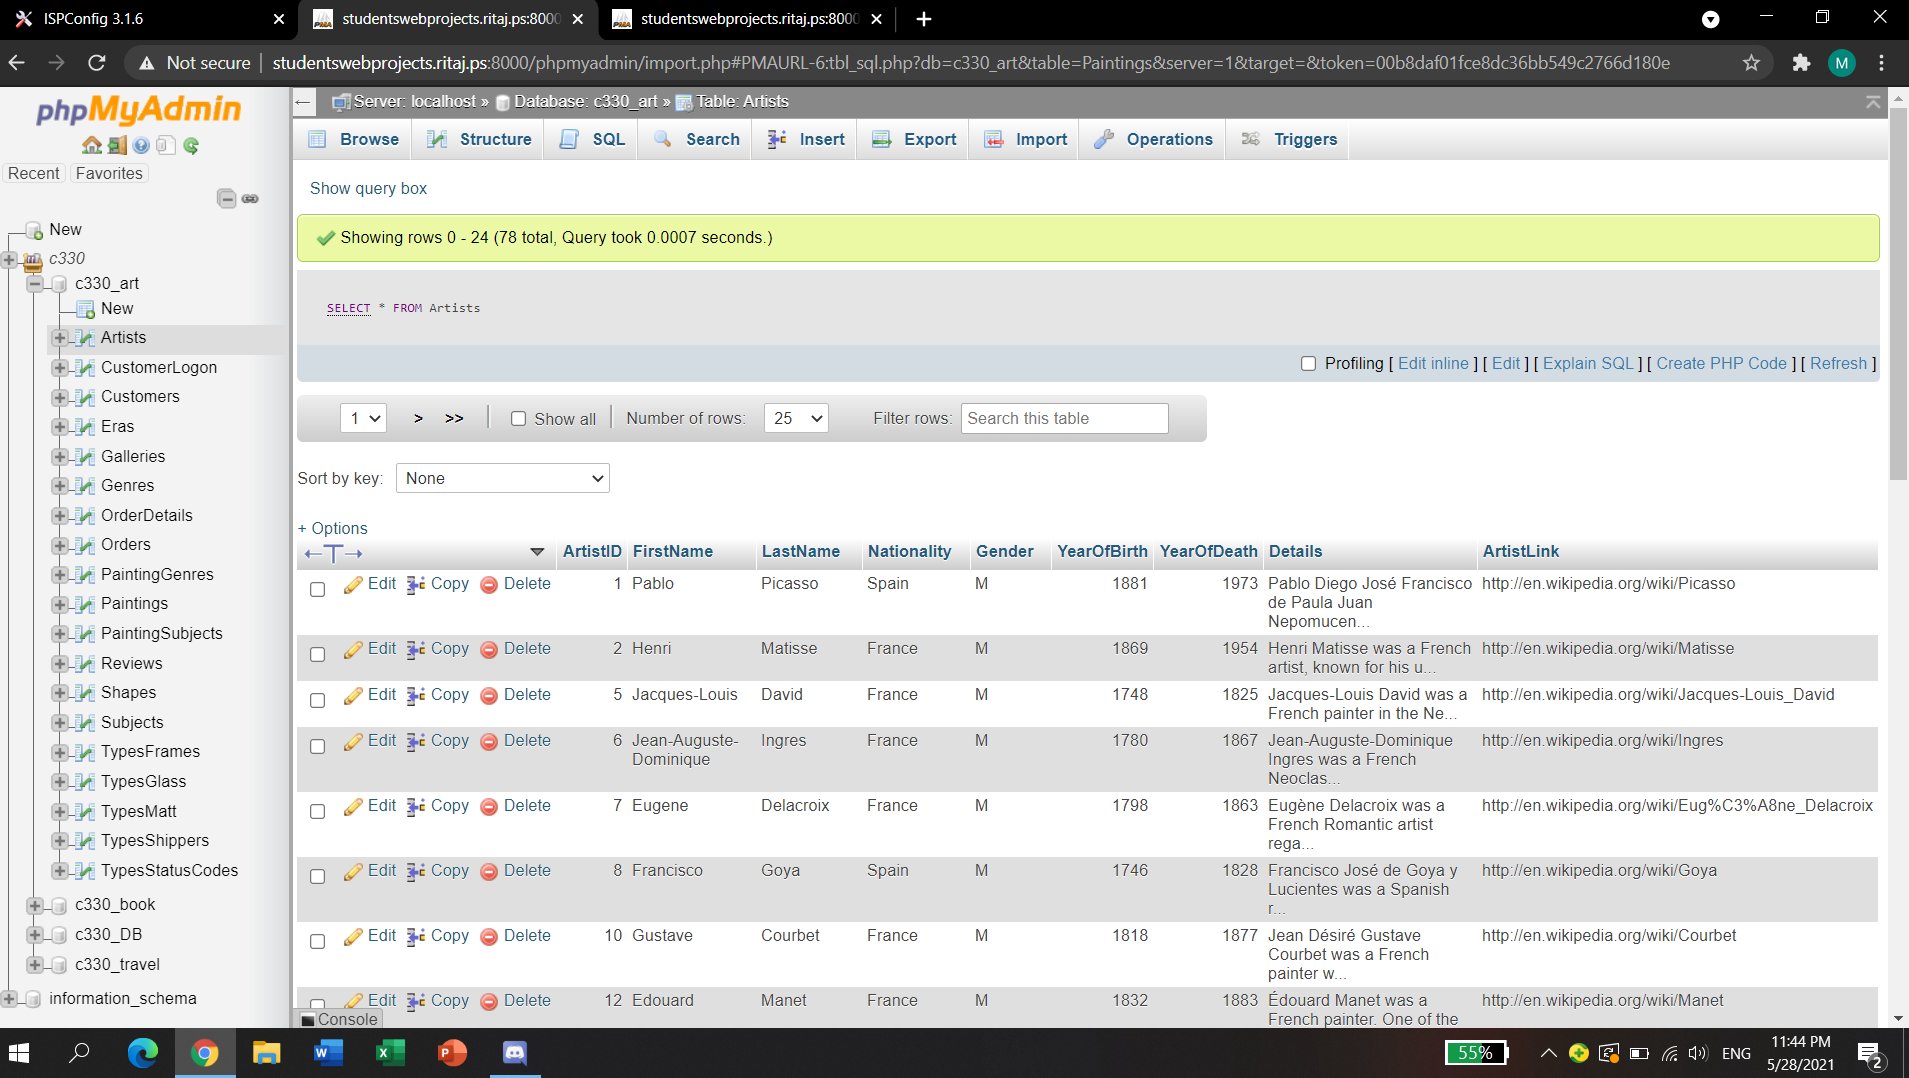 ISPConfig 3.1.6
studentswebprojects.ritaj.ps:8000
studentswebprojects.ritaj.ps:8000
Not secure
studentswebprojects.ritaj.ps:8000/phpmyadmin/import.php#PMAURL-6:tbl_sql.php?db=c330_art&table=Paintings&server=1&target=&token=00b8daf01fce8dc36bb549c2766d180e
M
phpMyAdmin
Recent Favorites
New
c330
c330_art
New
Artists
CustomerLogon
Customers
Eras
Galleries
Genres
OrderDetails
Orders
PaintingGenres
Paintings
PaintingSubjects
Reviews
Shapes
Subjects
TypesFrames
TypesGlass
TypesMatt
TypesShippers
TypesStatusCodes
c330_book
c330_DB
c330_travel
information_schema
Server: localhost » Database: c330_art » Table: Artists
Browse Structure SQL Search Insert Export Import Operations Triggers
Show query box
Showing rows 0 - 24 (78 total, Query took 0.0007 seconds.)
SELECT * FROM Artists
Profiling [ Edit inline ] [ Edit ] [ Explain SQL ] [ Create PHP Code ] [ Refresh ]
1 > >> Show all Number of rows: 25 Filter rows: Search this table
Sort by key: None
+ Options
←T→ ArtistID FirstName LastName Nationality Gender YearOfBirth YearOfDeath Details ArtistLink
Edit Copy Delete 1 Pablo Picasso Spain M 1881 1973 Pablo Diego José Francisco http://en.wikipedia.org/wiki/Picasso
de Paula Juan
Nepomucen...
Edit Copy Delete 2 Henri Matisse France M 1869 1954 Henri Matisse was a French http://en.wikipedia.org/wiki/Matisse
artist, known for his u...
Edit Copy Delete 5 Jacques-Louis David France M 1748 1825 Jacques-Louis David was a http://en.wikipedia.org/wiki/Jacques-Louis_David
French painter in the Ne...
Edit Copy Delete 6 Jean-Auguste- Ingres France M 1780 1867 Jean-Auguste-Dominique http://en.wikipedia.org/wiki/Ingres
Dominique Ingres was a French
Neoclas...
Edit Copy Delete 7 Eugene Delacroix France M 1798 1863 Eugène Delacroix was a http://en.wikipedia.org/wiki/Eug%C3%A8ne_Delacroix
French Romantic artist
rega...
Edit Copy Delete 8 Francisco Goya Spain M 1746 1828 Francisco José de Goya y http://en.wikipedia.org/wiki/Goya
Lucientes was a Spanish
r...
Edit Copy Delete 10 Gustave Courbet France M 1818 1877 Jean Désiré Gustave http://en.wikipedia.org/wiki/Courbet
Courbet was a French
painter w...
Edit Copy Delete 12 Edouard Manet France M 1832 1883 Édouard Manet was a http://en.wikipedia.org/wiki/Manet
French painter. One of the
Console
55%
ENG
11:44 PM
5/28/2021
2